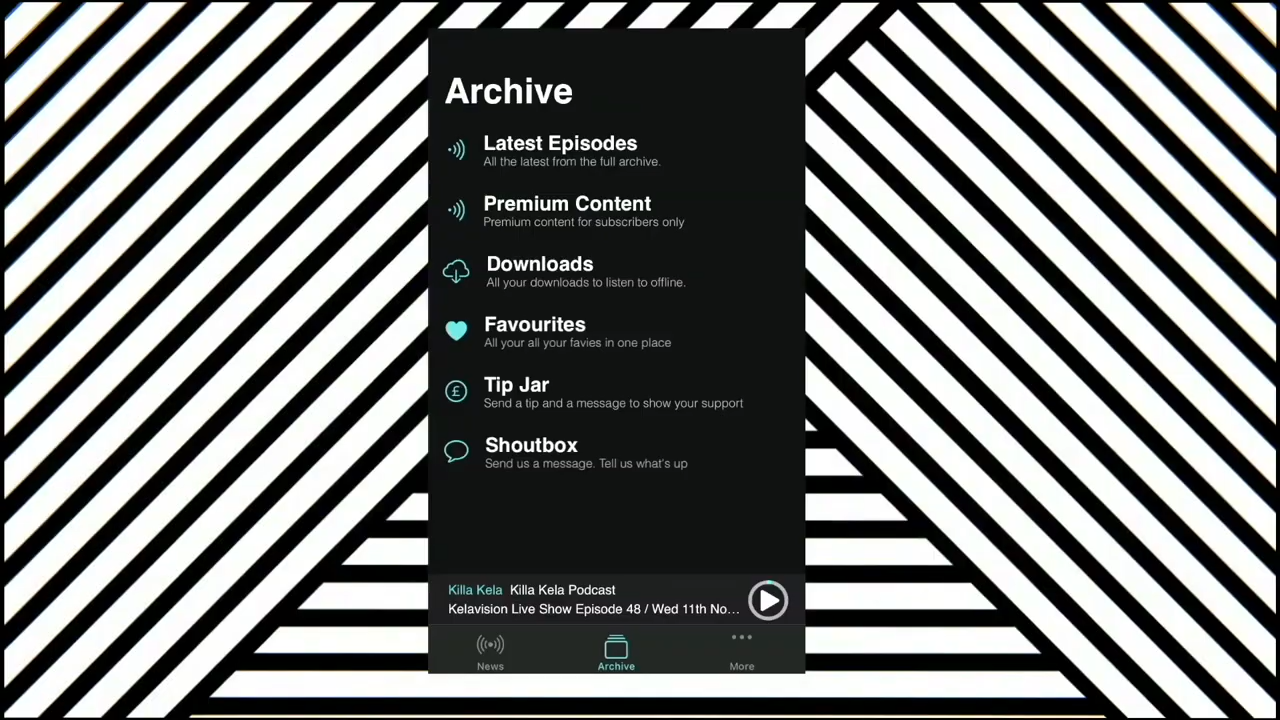 Archive
Latest Episodes
All the latest from the full archive.
Premium Content
Premium content for subscribers only
Downloads
All your downloads to listen to offline.
Favourites
All your all your favies in one place
£
Tip Jar
Send a tip and a message to show your support
Shoutbox
Send us a message. Tell us what's up
Killa Kela Killa Kela Podcast
Kelavision Live Show Episode 48 / Wed 11th No...
News
Archive
More